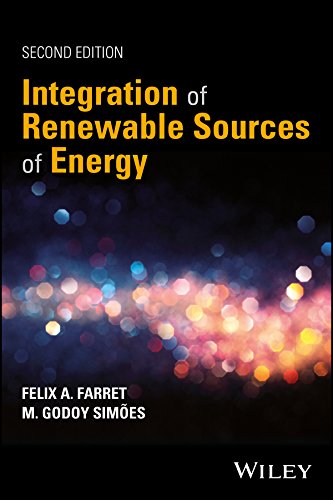 SECOND EDITION
Integration of
Renewable Sources
of Energy
FELIX A. FARRET
M. GODOY SIMÕES
WILEY